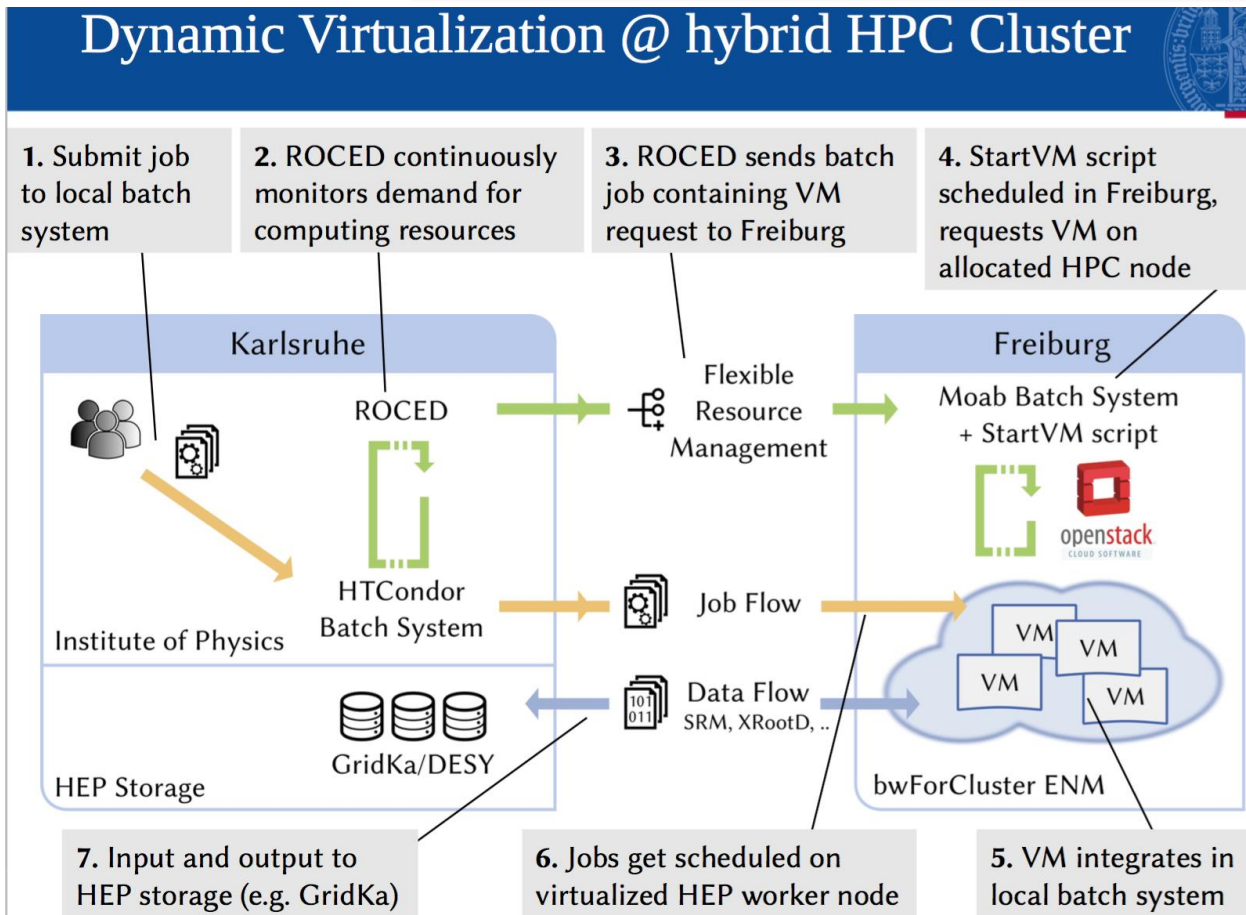 Dynamic Virtualization @ hybrid HPC Cluster
1. Submit job
to local batch
system
2. ROCED continuously
monitors demand for
computing resources
3. ROCED sends batch
job containing VM
request to Freiburg
4. StartVM script
scheduled in Freiburg,
requests VM on
allocated HPC node
Karlsruhe
ROCED
HTCondor
Batch System
Institute of Physics
GridKa/DESY
HEP Storage
Flexible
Resource
Management
Job Flow
101
011
Data Flow
SRM, XRootD, ..
Freiburg
Moab Batch System
+ StartVM script
openstack
CLOUD SOFTWARE
VM
VM
VM
VM
bwForCluster ENM
7. Input and output to
HEP storage (e.g. GridKa)
6. Jobs get scheduled on
virtualized HEP worker node
5. VM integrates in
local batch system